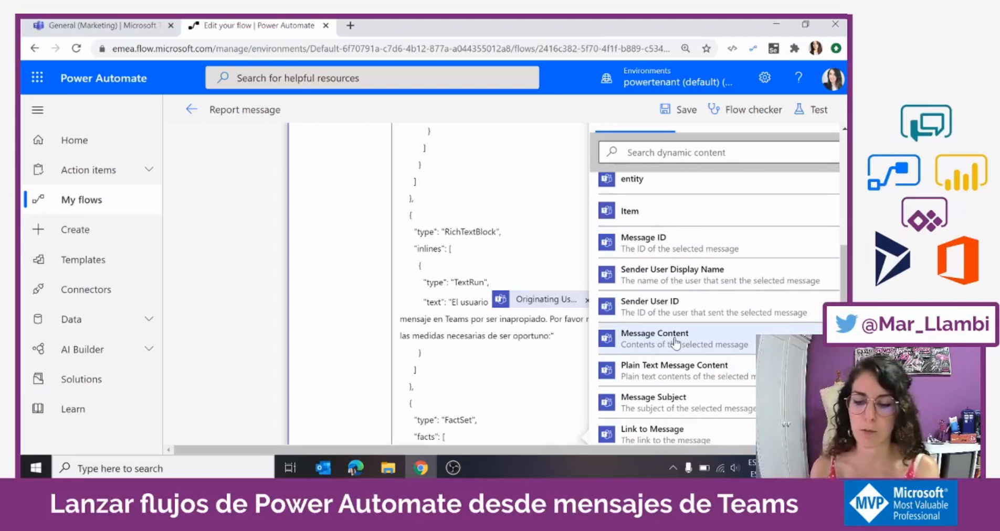 General (Marketing) | Microsoft T
Edit your flow | Power Automate
emea.flow.microsoft.com/manage/environments/Default-6f70791a-c7d6-4b12-877a-a044355012a8/flows/2416c382-5f70-4f1f-b889-c534...
Power Automate
Search for helpful resources
Environments
powertenant (default) (...
Report message
Save
Flow checker
Test
Home
Action items
My flows
Create
Templates
Connectors
Data
AI Builder
Solutions
Learn
}
]
}
]
},
{
"type": "RichTextBlock",
"inlines": [
{
"type": "TextRun",
"text": "El usuario Originating Us... ×
mensaje en Teams por ser inapropiado. Por favor r
las medidas necesarias de ser oportuno:"
}
]
},
{
"type": "FactSet",
"facts": [
Search dynamic content
entity
Item
Message ID
The ID of the selected message
Sender User Display Name
The name of the user that sent the selected message
Sender User ID
The ID of the user that sent the selected message
Message Content
Contents of selected message
Plain Text Message Content
Plain text contents of the selected m
Message Subject
The subject of the selected message
Link to Message
The link to the message
@Mar_Llambi
Type here to search
ES
Lanzar flujos de Power Automate desde mensajes de Teams
MVP
Microsoft®
Most Valuable
Professional